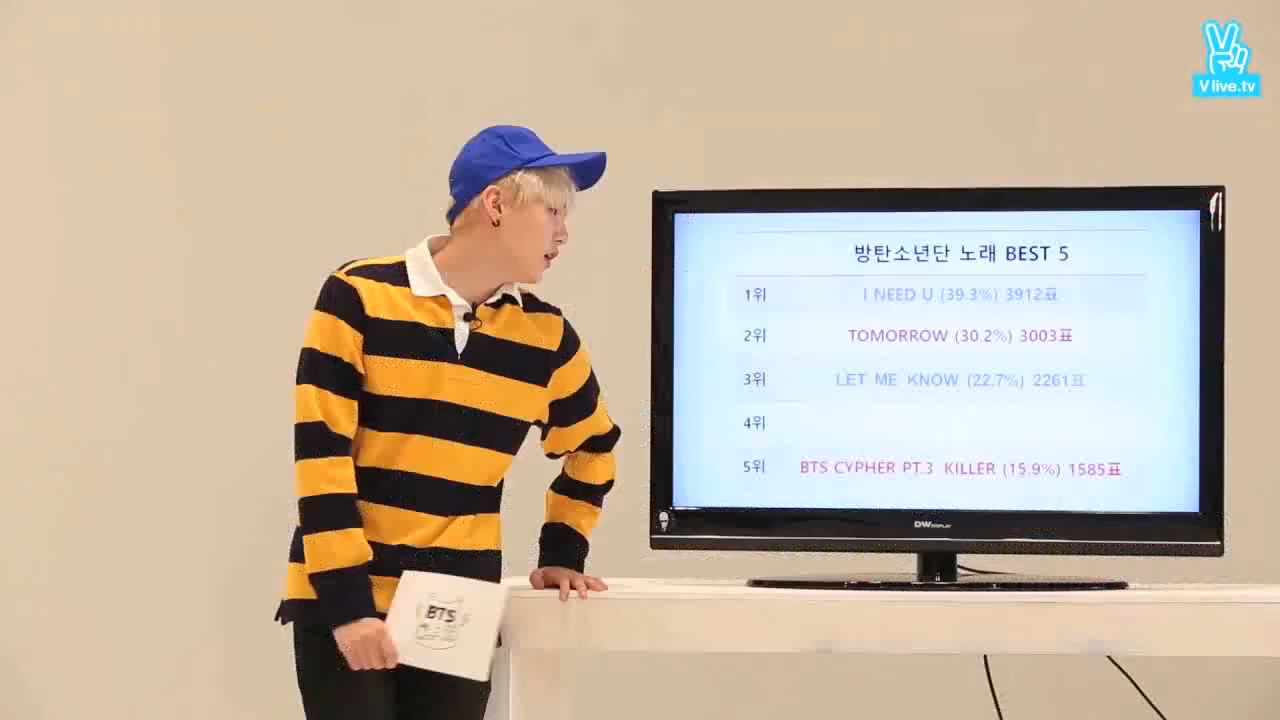 V
V live.tv
방탄소년단 노래 BEST 5
1위 I NEED U (39.3%) 3912표
2위 TOMORROW (30.2%) 3003표
3위 LET ME KNOW (22.7%) 2261표
4위
5위 BTS CYPHER PT.3 KILLER (15.9%) 1585표
DW DISPLAY
BTS